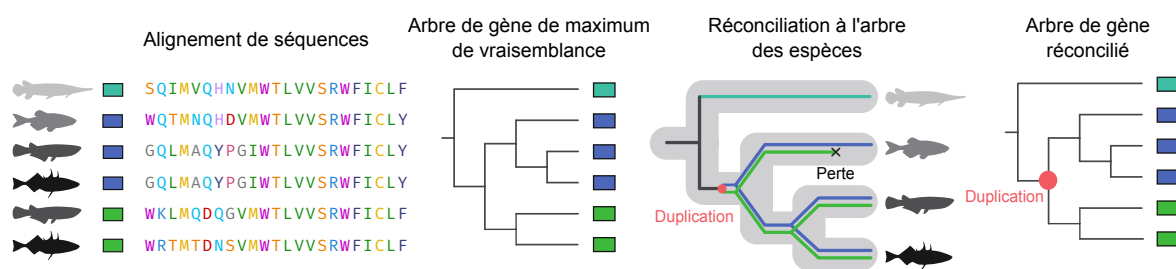 Alignement de séquences
Arbre de gène de maximum
de vraisemblance
Réconciliation à l'arbre
des espèces
Arbre de gène
réconcilié
SQIMVQHNVMWTLVVSRWFICLF
WQTMNQHDVMWTLVVSRWFICLY
GQLMAQYPGIWTLVVSRWFICLY
GQLMAQYPGIWTLVVSRWFICLY
WKLMQDQGVMWTLVVSRWFICLF
WRTMTDNSVMWTLVVSRWFICLF
Perte
Duplication
Duplication